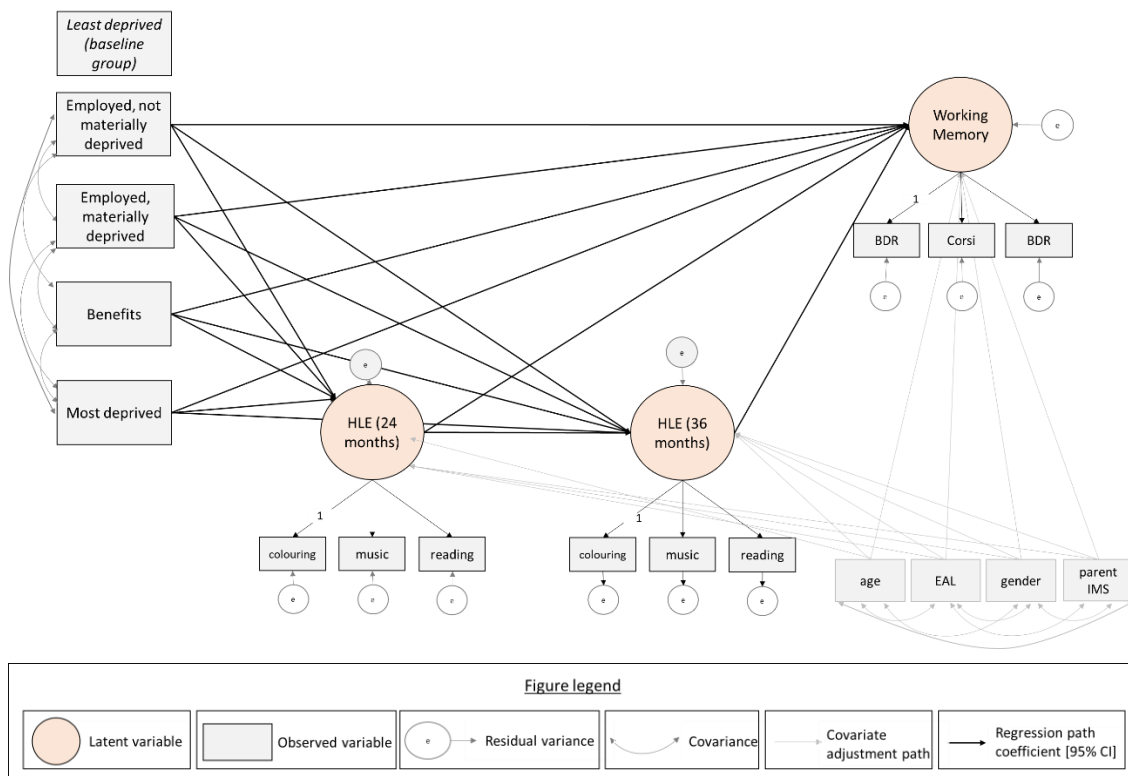 Least deprived
(baseline
group)
Employed, not
materially
deprived
Employed,
materially
deprived
Benefits
Most deprived
Working
Memory
e
1
BDR
Corsi
BDR
e
e
e
e
HLE (24
months)
e
HLE (36
months)
1
colouring
music
reading
e
e
e
1
colouring
music
reading
e
e
e
age
EAL
gender
parent
IMS
Figure legend
Latent variable
Observed variable
e
Residual variance
Covariance
Covariate
adjustment path
Regression path
coefficient [95% CI]